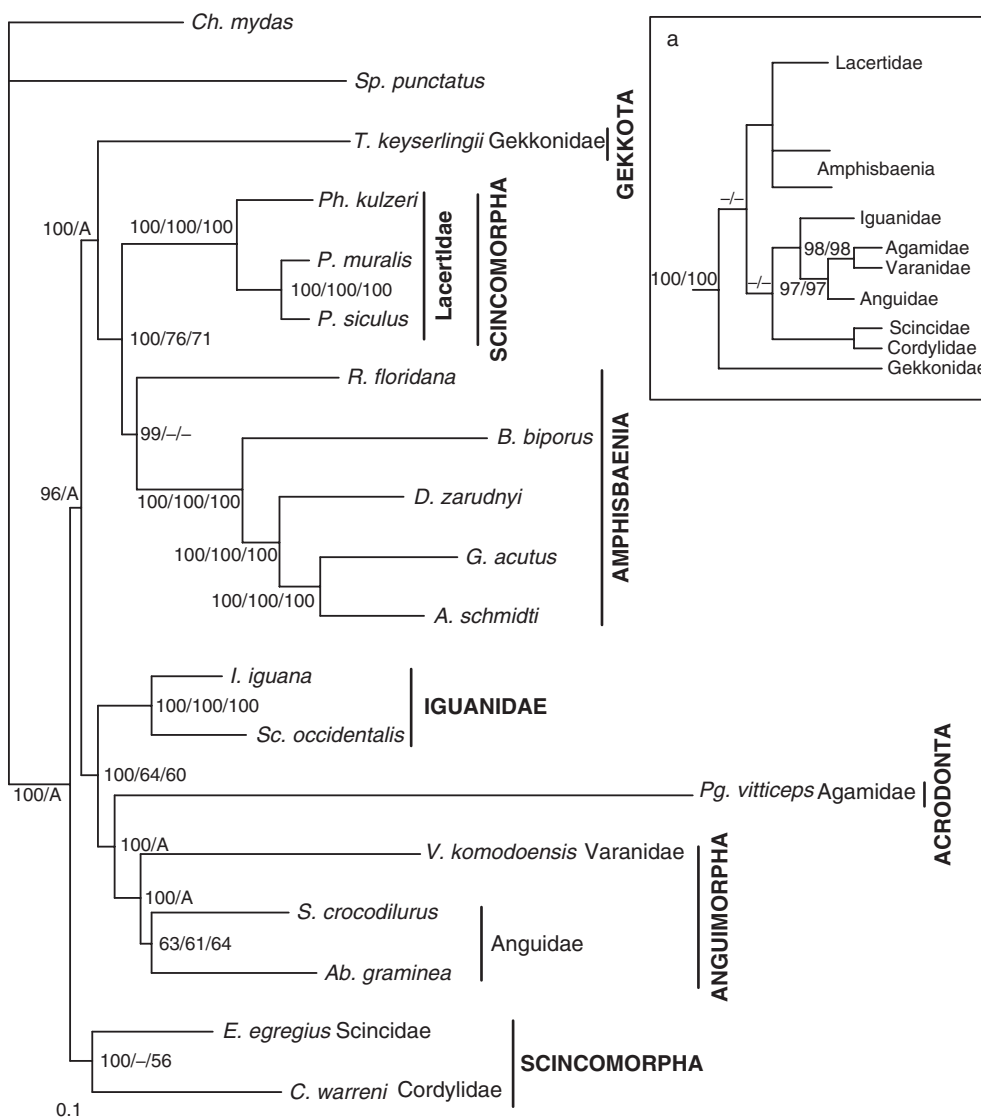 Ch. mydas
Sp. punctatus
T. keyserlingii Gekkonidae
GEKKOTA
100/A
Ph. kulzeri
100/100/100
P. muralis
100/100/100
P. siculus
Lacertidae
SCINCOMORPHA
100/76/71
R. floridana
99/–/–
B. biporus
100/100/100
D. zarudnyi
100/100/100
G. acutus
100/100/100
A. schmidti
AMPHISBAENIA
96/A
I. iguana
100/100/100
Sc. occidentalis
IGUANIDAE
100/64/60
100/A
Pg. vitticeps Agamidae
ACRODONTA
100/A
V. komodoensis Varanidae
100/A
S. crocodilurus
63/61/64
Anguidae
Ab. graminea
ANGUIMORPHA
E. egregius Scincidae
100/–/56
SCINCOMORPHA
C. warreni Cordylidae
0.1
a
Lacertidae
Amphisbaenia
–/–
Iguanidae
98/98
Agamidae
Varanidae
100/100
–/–
97/97
Anguidae
Scincidae
Cordylidae
Gekkonidae